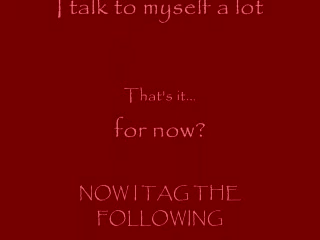 I talk to myself a lot
That's it...
for now?
NOW I TAG THE
FOLLOWING